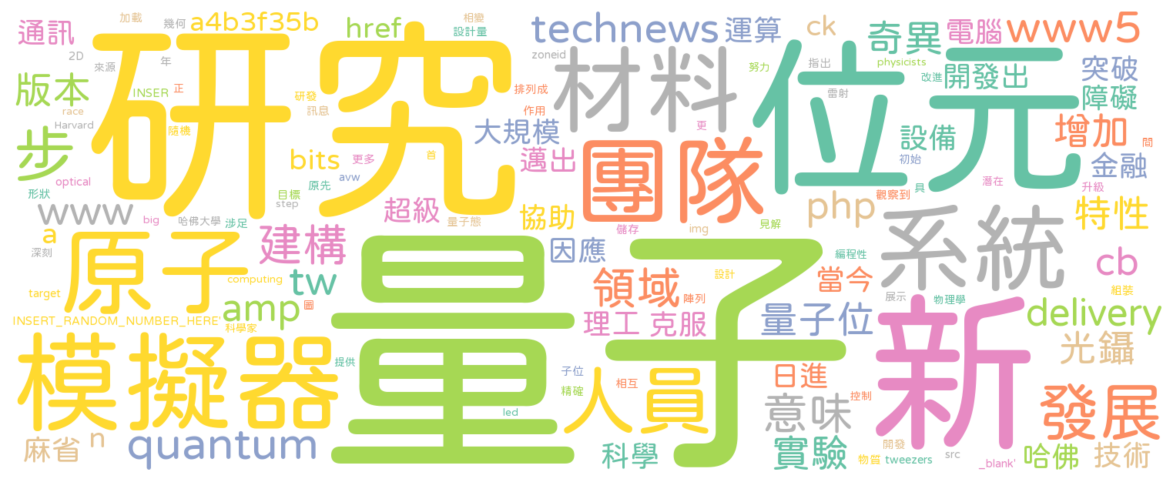 加載 幾何 a4b3f35b href technews 運算 ck 奇異 電腦 www5
通訊 來源 年 相變 設計量 zoneid 努力 指出 physicists
2D 研究 材料 位元 開發出 突破
版本 INSER 正 研發 排列成 改進 雷射 障礙
race Harvard 隨機 訊息 作用 大規模 更 設備 增加 間
步 bits 更多 首 邁出 團隊 初始 金融
optical 形狀 目標 原先 avw 觀察到 具 潛在 升級
www big 哈佛大學 涉足 step 超級 量子態 協助 儲存 img 見解 php 系統 特性
a 深刻 原子 建構 因應 編程性 cb
target computing tw 領域 設計 當今 物理學 租裝
INSERT_RANDOM_NUMBER_HERE' amp 圖 陣列 展示 delivery
科學家 理工 克服 量子位 新
模擬器 提供 量子 子位 光鑷
精確 相互 人員 日進 控制 發展
led 意味
麻省 n quantum 科學 實驗 開發 src 哈佛 技術
物質 tweezers _blank'